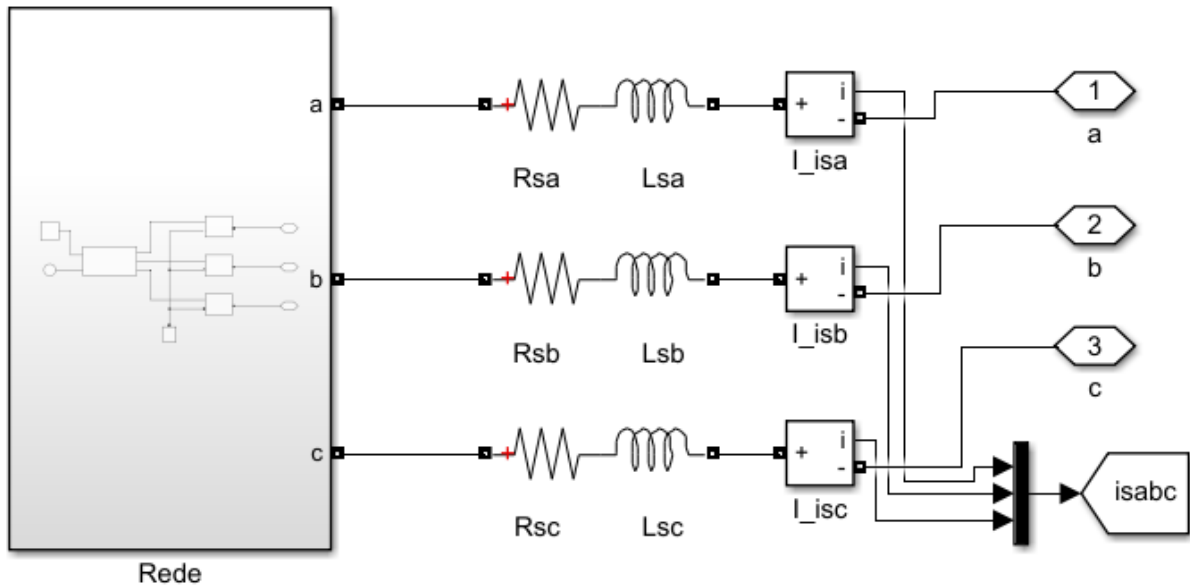 a
+
+
i
-
1
Rsa
Lsa
I_isa
a
b
+
+
i
-
2
Rsb
Lsb
I_isb
b
3
c
c
+
+
i
-
Rsc
Lsc
I_isc
isabc
Rede